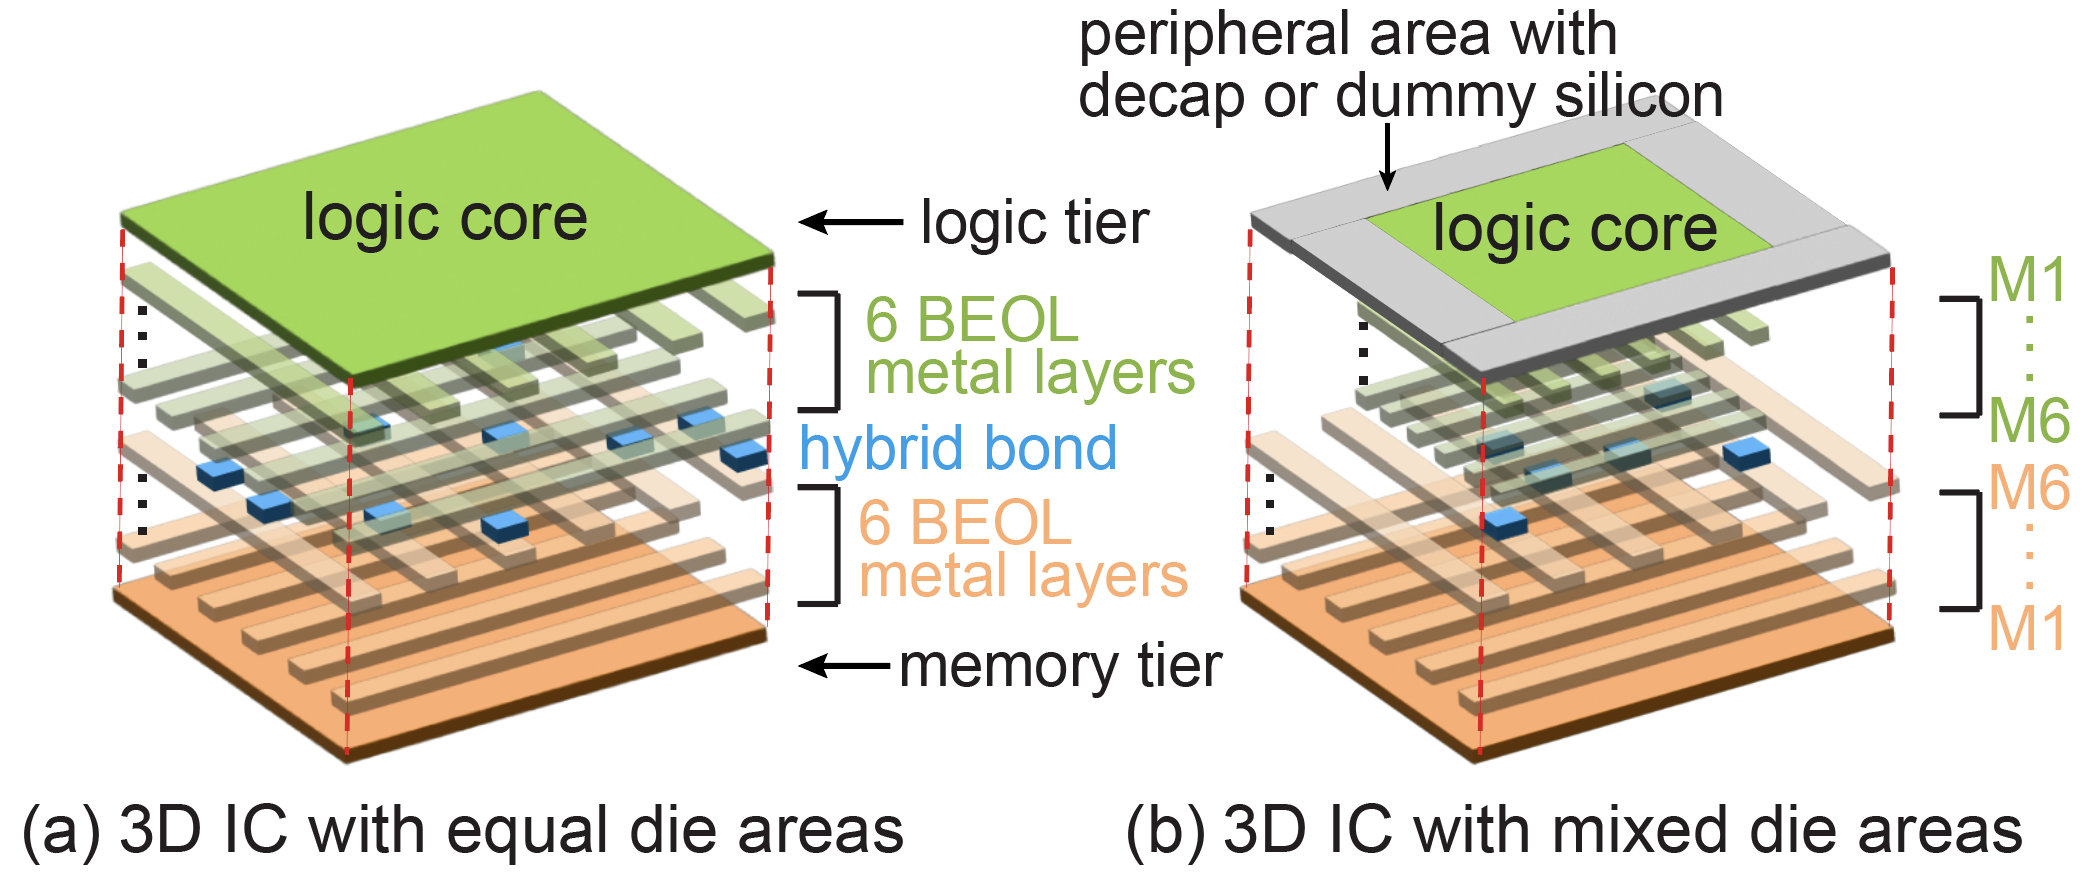 peripheral area with
decap or dummy silicon
logic core
logic tier
6 BEOL
metal layers
hybrid bond
6 BEOL
metal layers
memory tier
logic core
M1
M6
M6
M1
(a) 3D IC with equal die areas
(b) 3D IC with mixed die areas